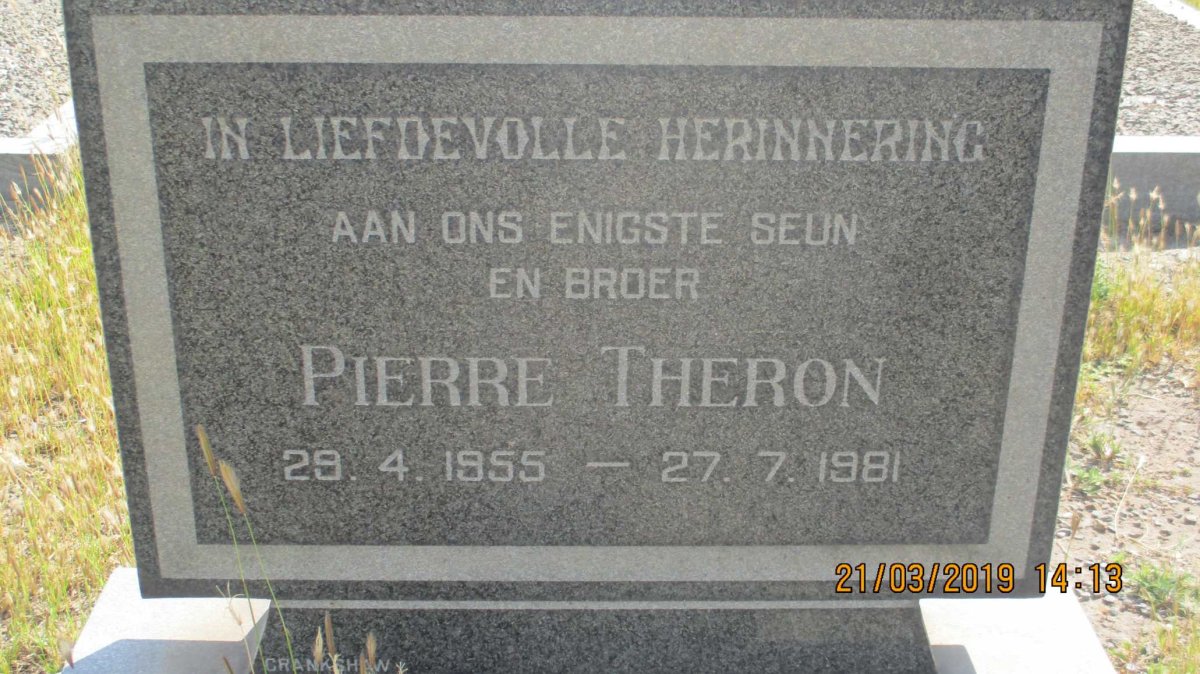 IN LIEFDEVOLLE HERINNERING
AAN ONS ENIGSTE SEUN
EN BROER
PIERRE THERON
29. 4. 1955 — 27. 7. 1981
21/03/2019 14:13
CRANKSHAW